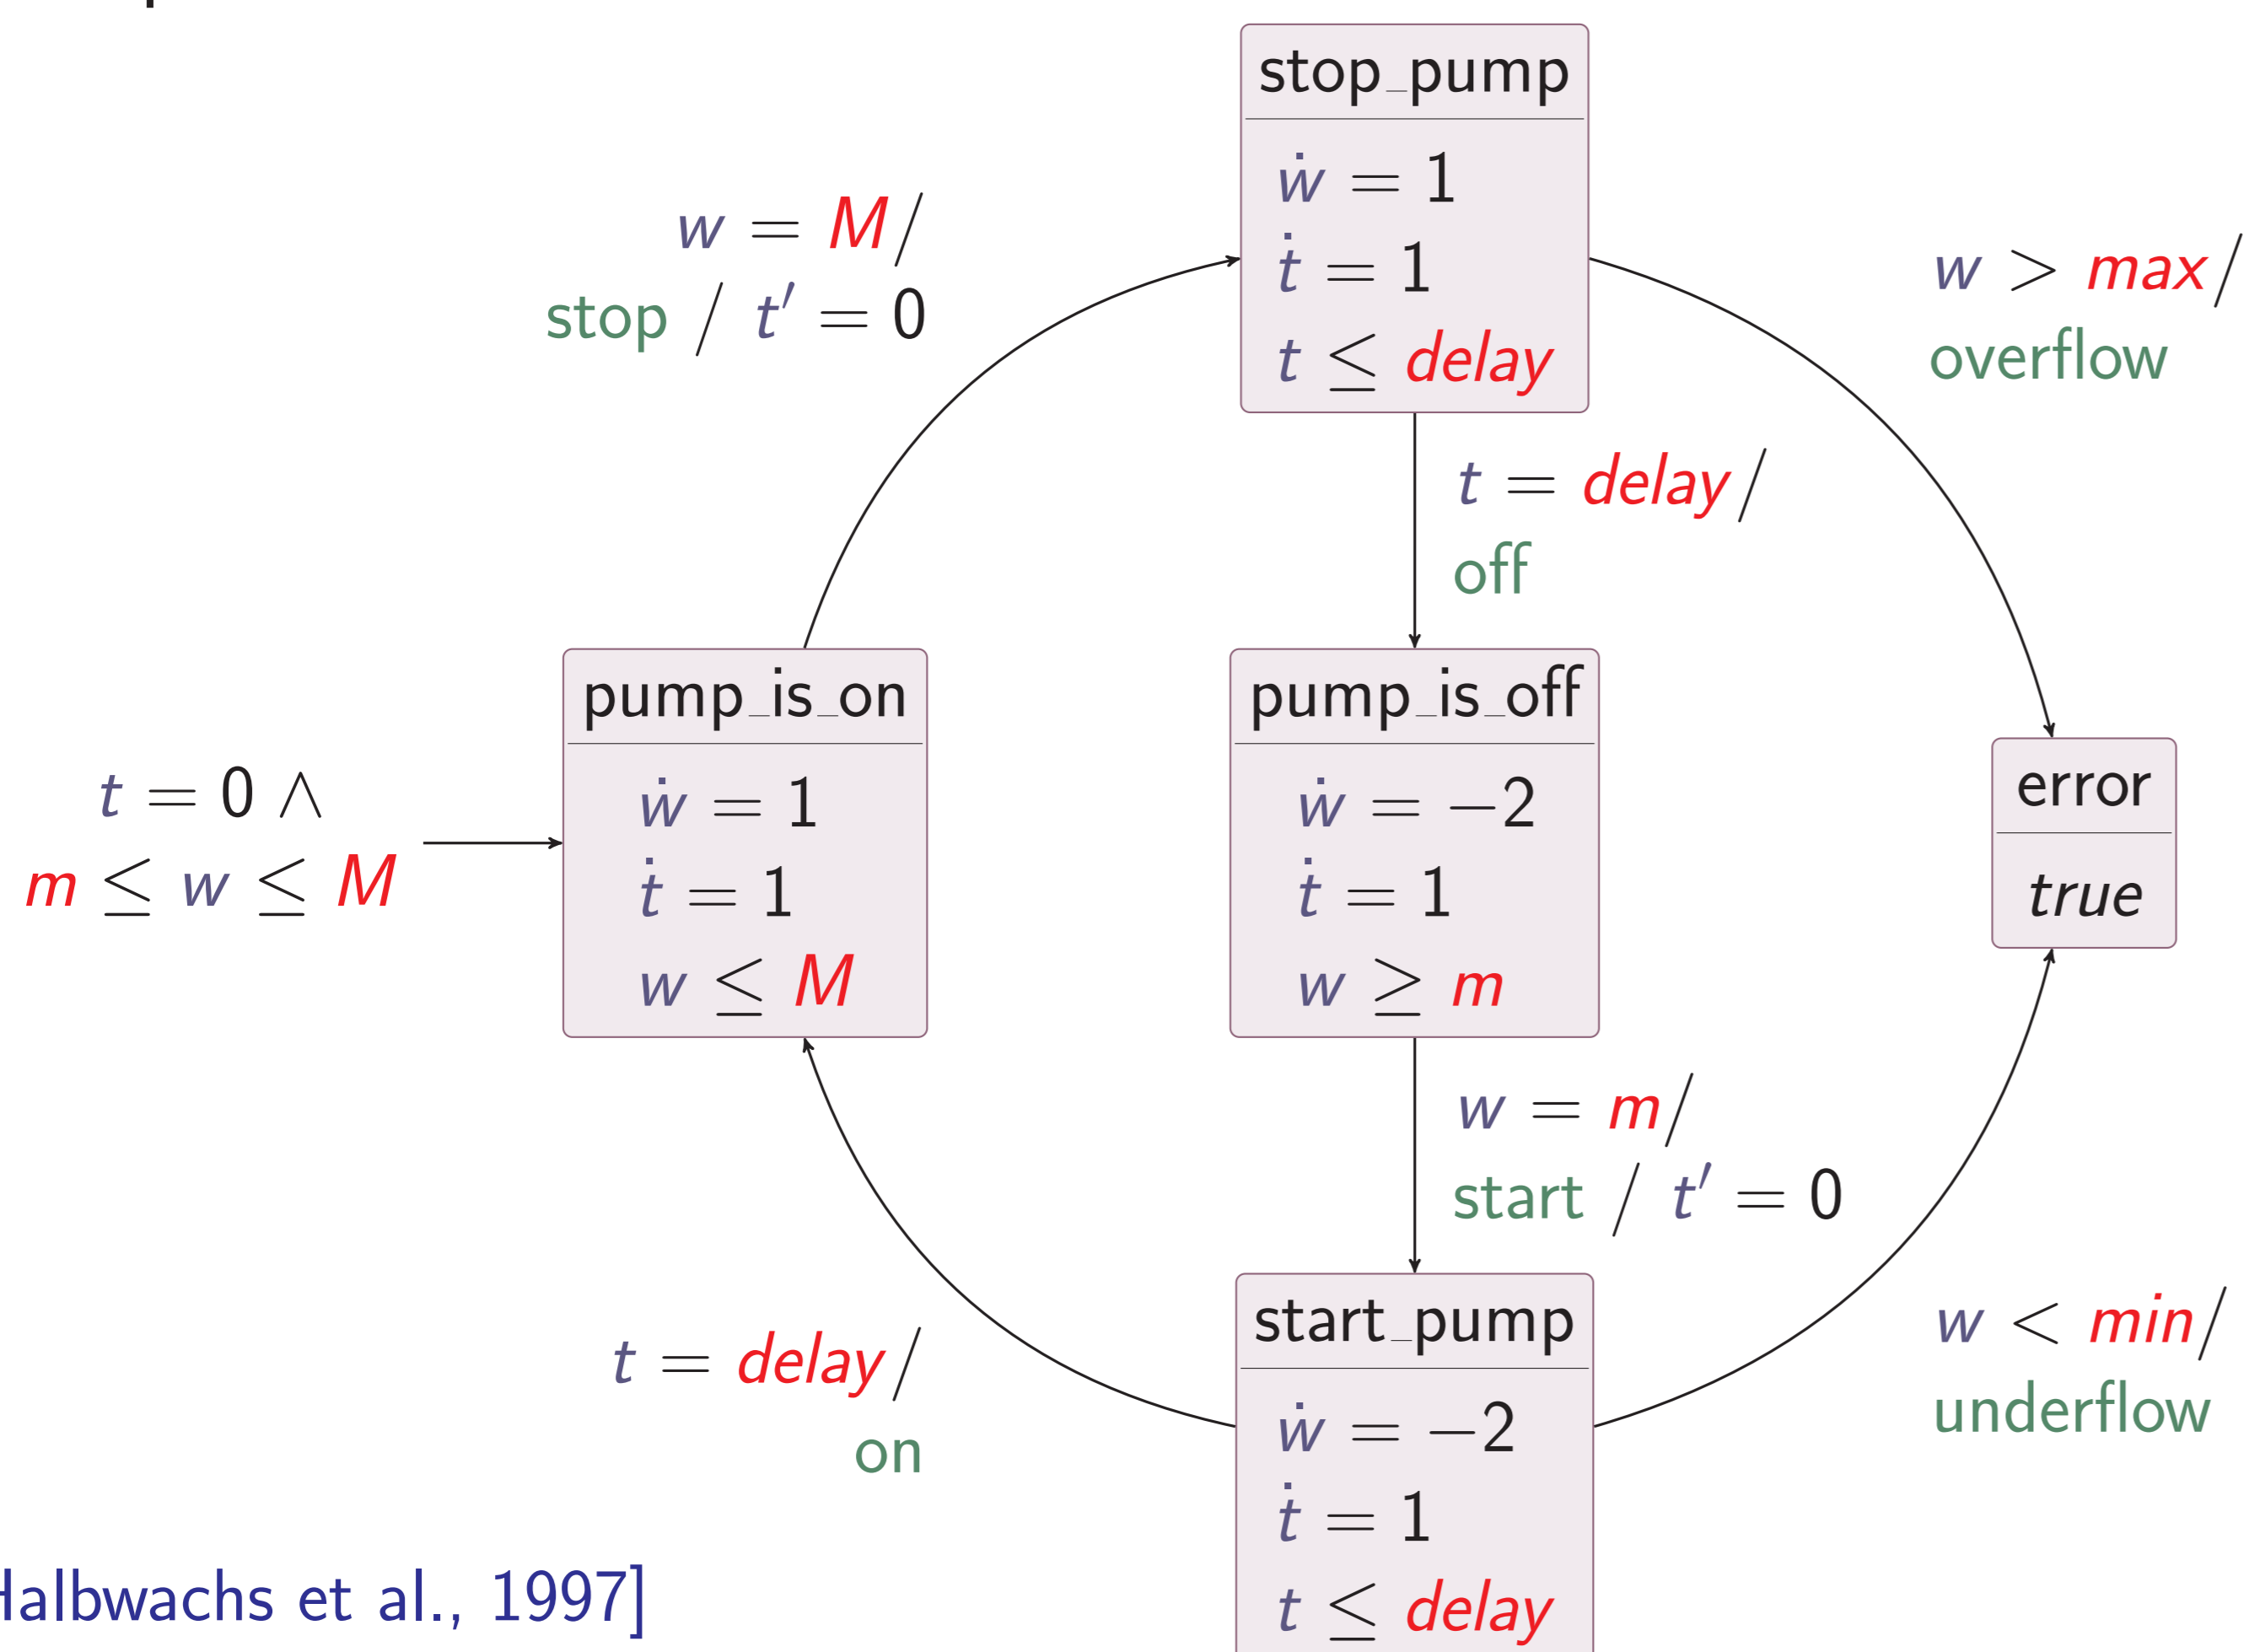 stop_pump
ẇ = 1
ṫ = 1
t ≤ delay
w = M/
stop / t′ = 0
w > max/
overflow
t = delay/
off
pump_is_on
ẇ = 1
ṫ = 1
w ≤ M
t = 0 ∧
m ≤ w ≤ M
pump_is_off
ẇ = −2
ṫ = 1
w ≥ m
error
true
w = m/
start / t′ = 0
t = delay/
on
start_pump
ẇ = −2
ṫ = 1
t ≤ delay
w < min/
underflow
Halbwachs et al., 1997]